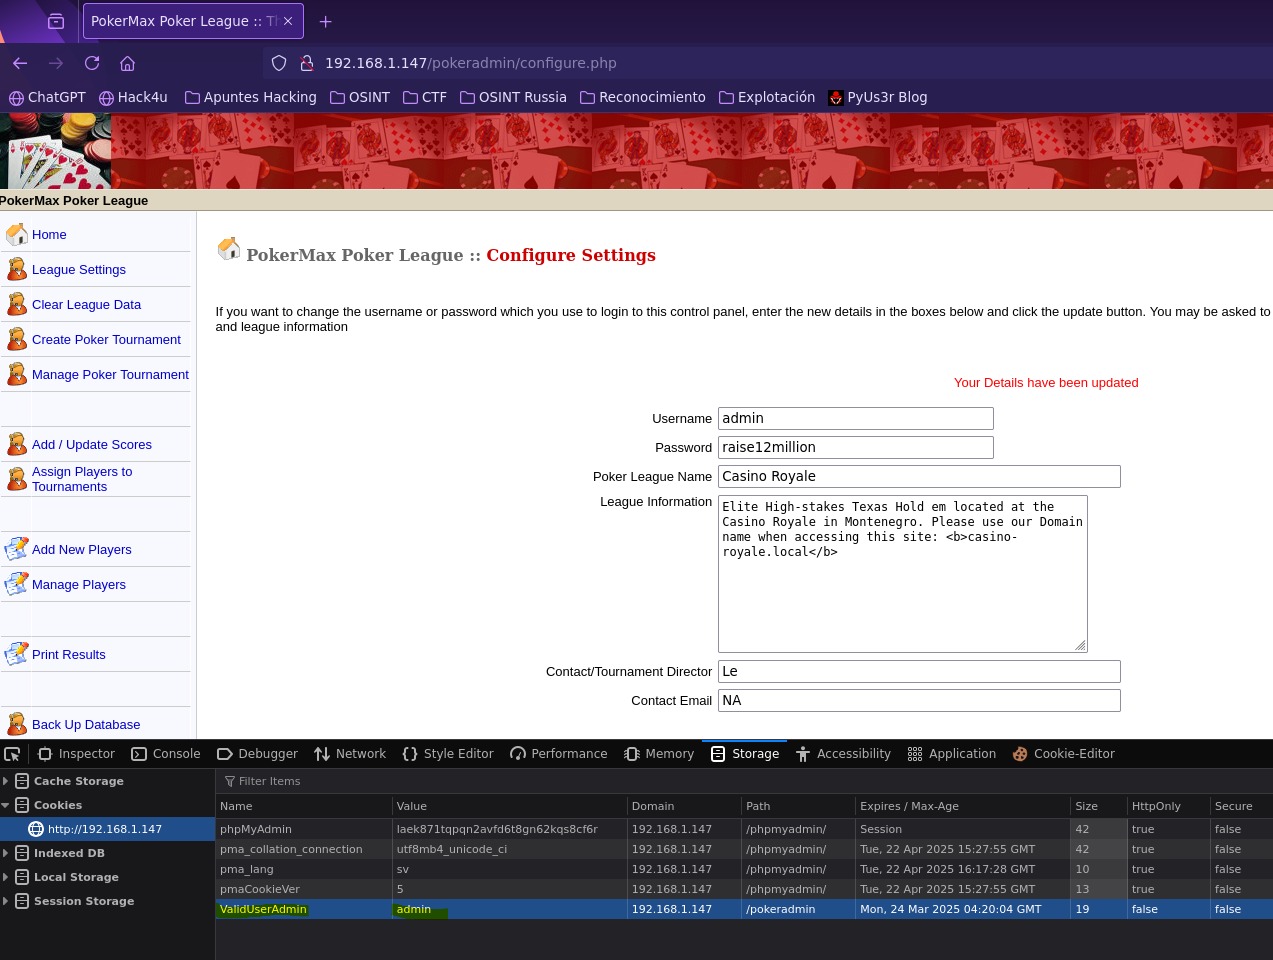 PokerMax Poker League :: Th
192.168.1.147/pokeradmin/configure.php
ChatGPT Hack4u Apuntes Hacking OSINT CTF OSINT Russia Reconocimiento Explotación PyUs3r Blog
PokerMax Poker League
Home
League Settings
Clear League Data
Create Poker Tournament
Manage Poker Tournament
Add / Update Scores
Assign Players to
Tournaments
Add New Players
Manage Players
Print Results
Back Up Database
PokerMax Poker League :: Configure Settings
If you want to change the username or password which you use to login to this control panel, enter the new details in the boxes below and click the update button. You may be asked to
and league information
Your Details have been updated
Username admin
Password raise12million
Poker League Name Casino Royale
League Information
Elite High-stakes Texas Hold em located at the
Casino Royale in Montenegro. Please use our Domain
name when accessing this site: <b>casino-
royale.local</b>
Contact/Tournament Director Le
Contact Email NA
Inspector Console Debugger Network Style Editor Performance Memory Storage Accessibility Application Cookie-Editor
Cache Storage
Cookies
http://192.168.1.147
Indexed DB
Local Storage
Session Storage
Filter Items
Name Value Domain Path Expires / Max-Age Size HttpOnly Secure
phpMyAdmin laek871tqpqn2avfd6t8gn62kqs8cf6r 192.168.1.147 /phpmyadmin/ Session 42 true false
pma_collation_connection utf8mb4_unicode_ci 192.168.1.147 /phpmyadmin/ Tue, 22 Apr 2025 15:27:55 GMT 42 true false
pma_lang sv 192.168.1.147 /phpmyadmin/ Tue, 22 Apr 2025 16:17:28 GMT 10 true false
pmaCookieVer 5 192.168.1.147 /phpmyadmin/ Tue, 22 Apr 2025 15:27:55 GMT 13 true false
ValidUserAdmin admin 192.168.1.147 /pokeradmin Mon, 24 Mar 2025 04:20:04 GMT 19 false false